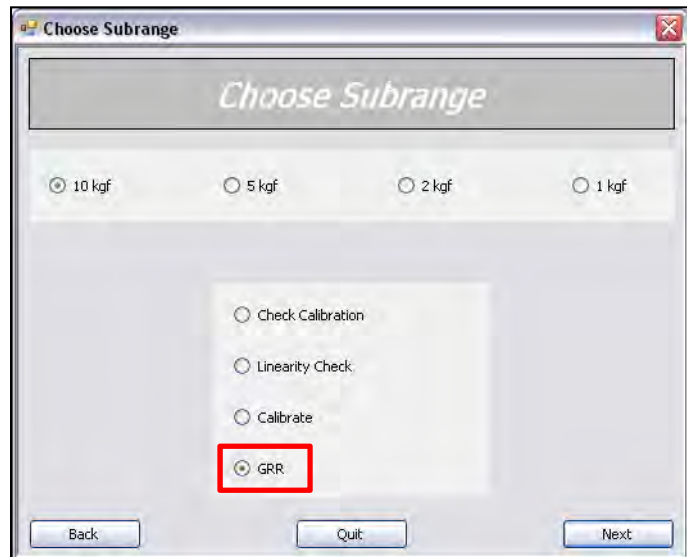 Choose Subrange
Choose Subrange
10 kgf 5 kgf 2 kgf 1 kgf
Check Calibration
Linearity Check
Calibrate
GRR
Back Quit Next